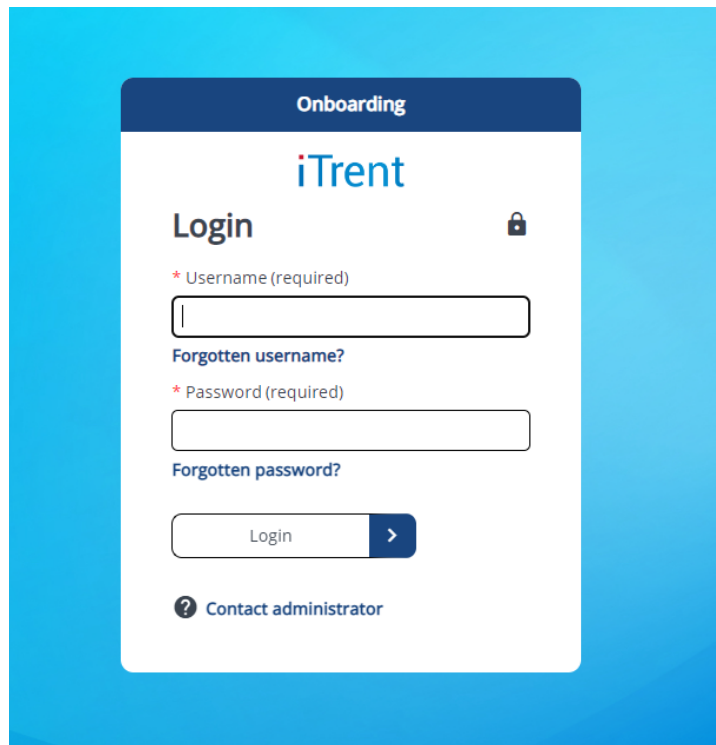 Onboarding
iTrent
Login
* Username (required)
Forgotten username?
* Password (required)
Forgotten password?
Login
Contact administrator